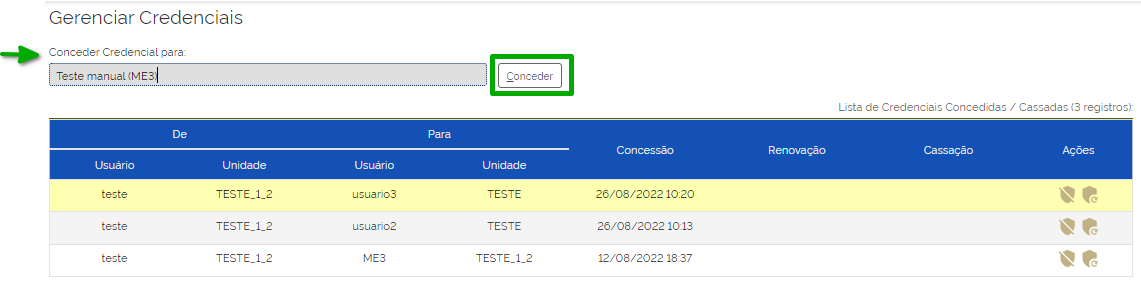 Gerenciar Credenciais
Conceder Credencial para:
Teste manual (ME3) Conceder
Lista de Credenciais Concedidas / Cassadas (3 registros):
De Para Concessão Renovação Cassação Ações
Usuário Unidade Usuário Unidade
teste TESTE_1_2 usuario3 TESTE 26/08/2022 10:20
teste TESTE_1_2 usuario2 TESTE 26/08/2022 10:13
teste TESTE_1_2 ME3 TESTE_1_2 12/08/2022 18:37